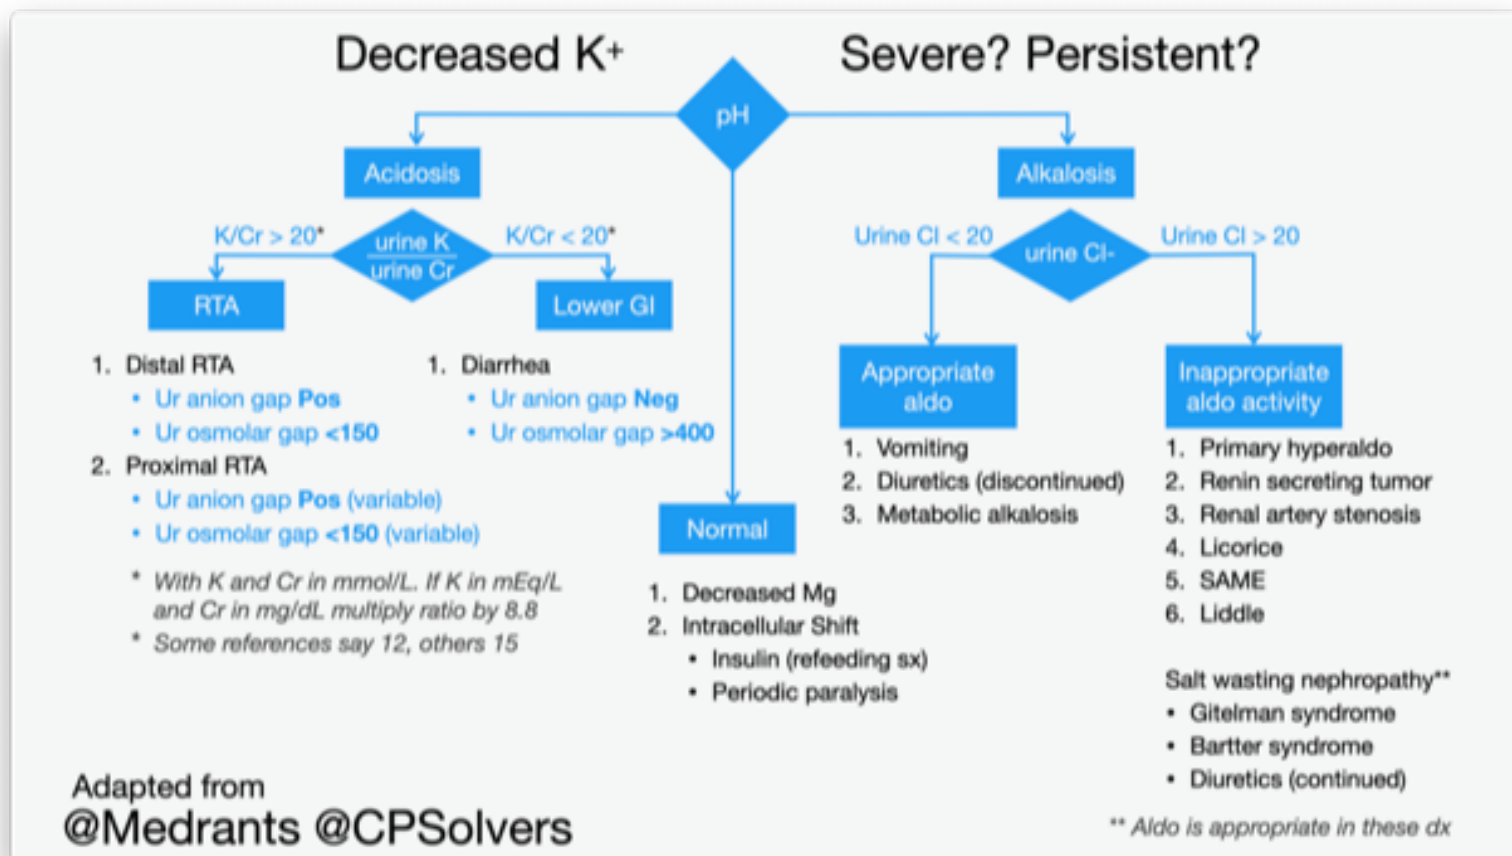 Decreased K+
Severe? Persistent?
pH
Acidosis
Alkalosis
K/Cr > 20*
urine K
urine Cr
K/Cr < 20*
Urine Cl < 20
urine Cl-
Urine Cl > 20
RTA
Lower GI
1. Distal RTA
• Ur anion gap Pos
• Ur osmolar gap <150
2. Proximal RTA
• Ur anion gap Pos (variable)
• Ur osmolar gap <150 (variable)
* With K and Cr in mmol/L. If K in mEq/L
and Cr in mg/dL multiply ratio by 8.8
* Some references say 12, others 15
1. Diarrhea
• Ur anion gap Neg
• Ur osmolar gap >400
Normal
1. Decreased Mg
2. Intracellular Shift
• Insulin (refeeding sx)
• Periodic paralysis
Appropriate
aldo
1. Vomiting
2. Diuretics (discontinued)
3. Metabolic alkalosis
Inappropriate
aldo activity
1. Primary hyperaldo
2. Renin secreting tumor
3. Renal artery stenosis
4. Licorice
5. SAME
6. Liddle
Salt wasting nephropathy**
• Gitelman syndrome
• Bartter syndrome
• Diuretics (continued)
** Aldo is appropriate in these dx
Adapted from
@Medrants @CPSolvers